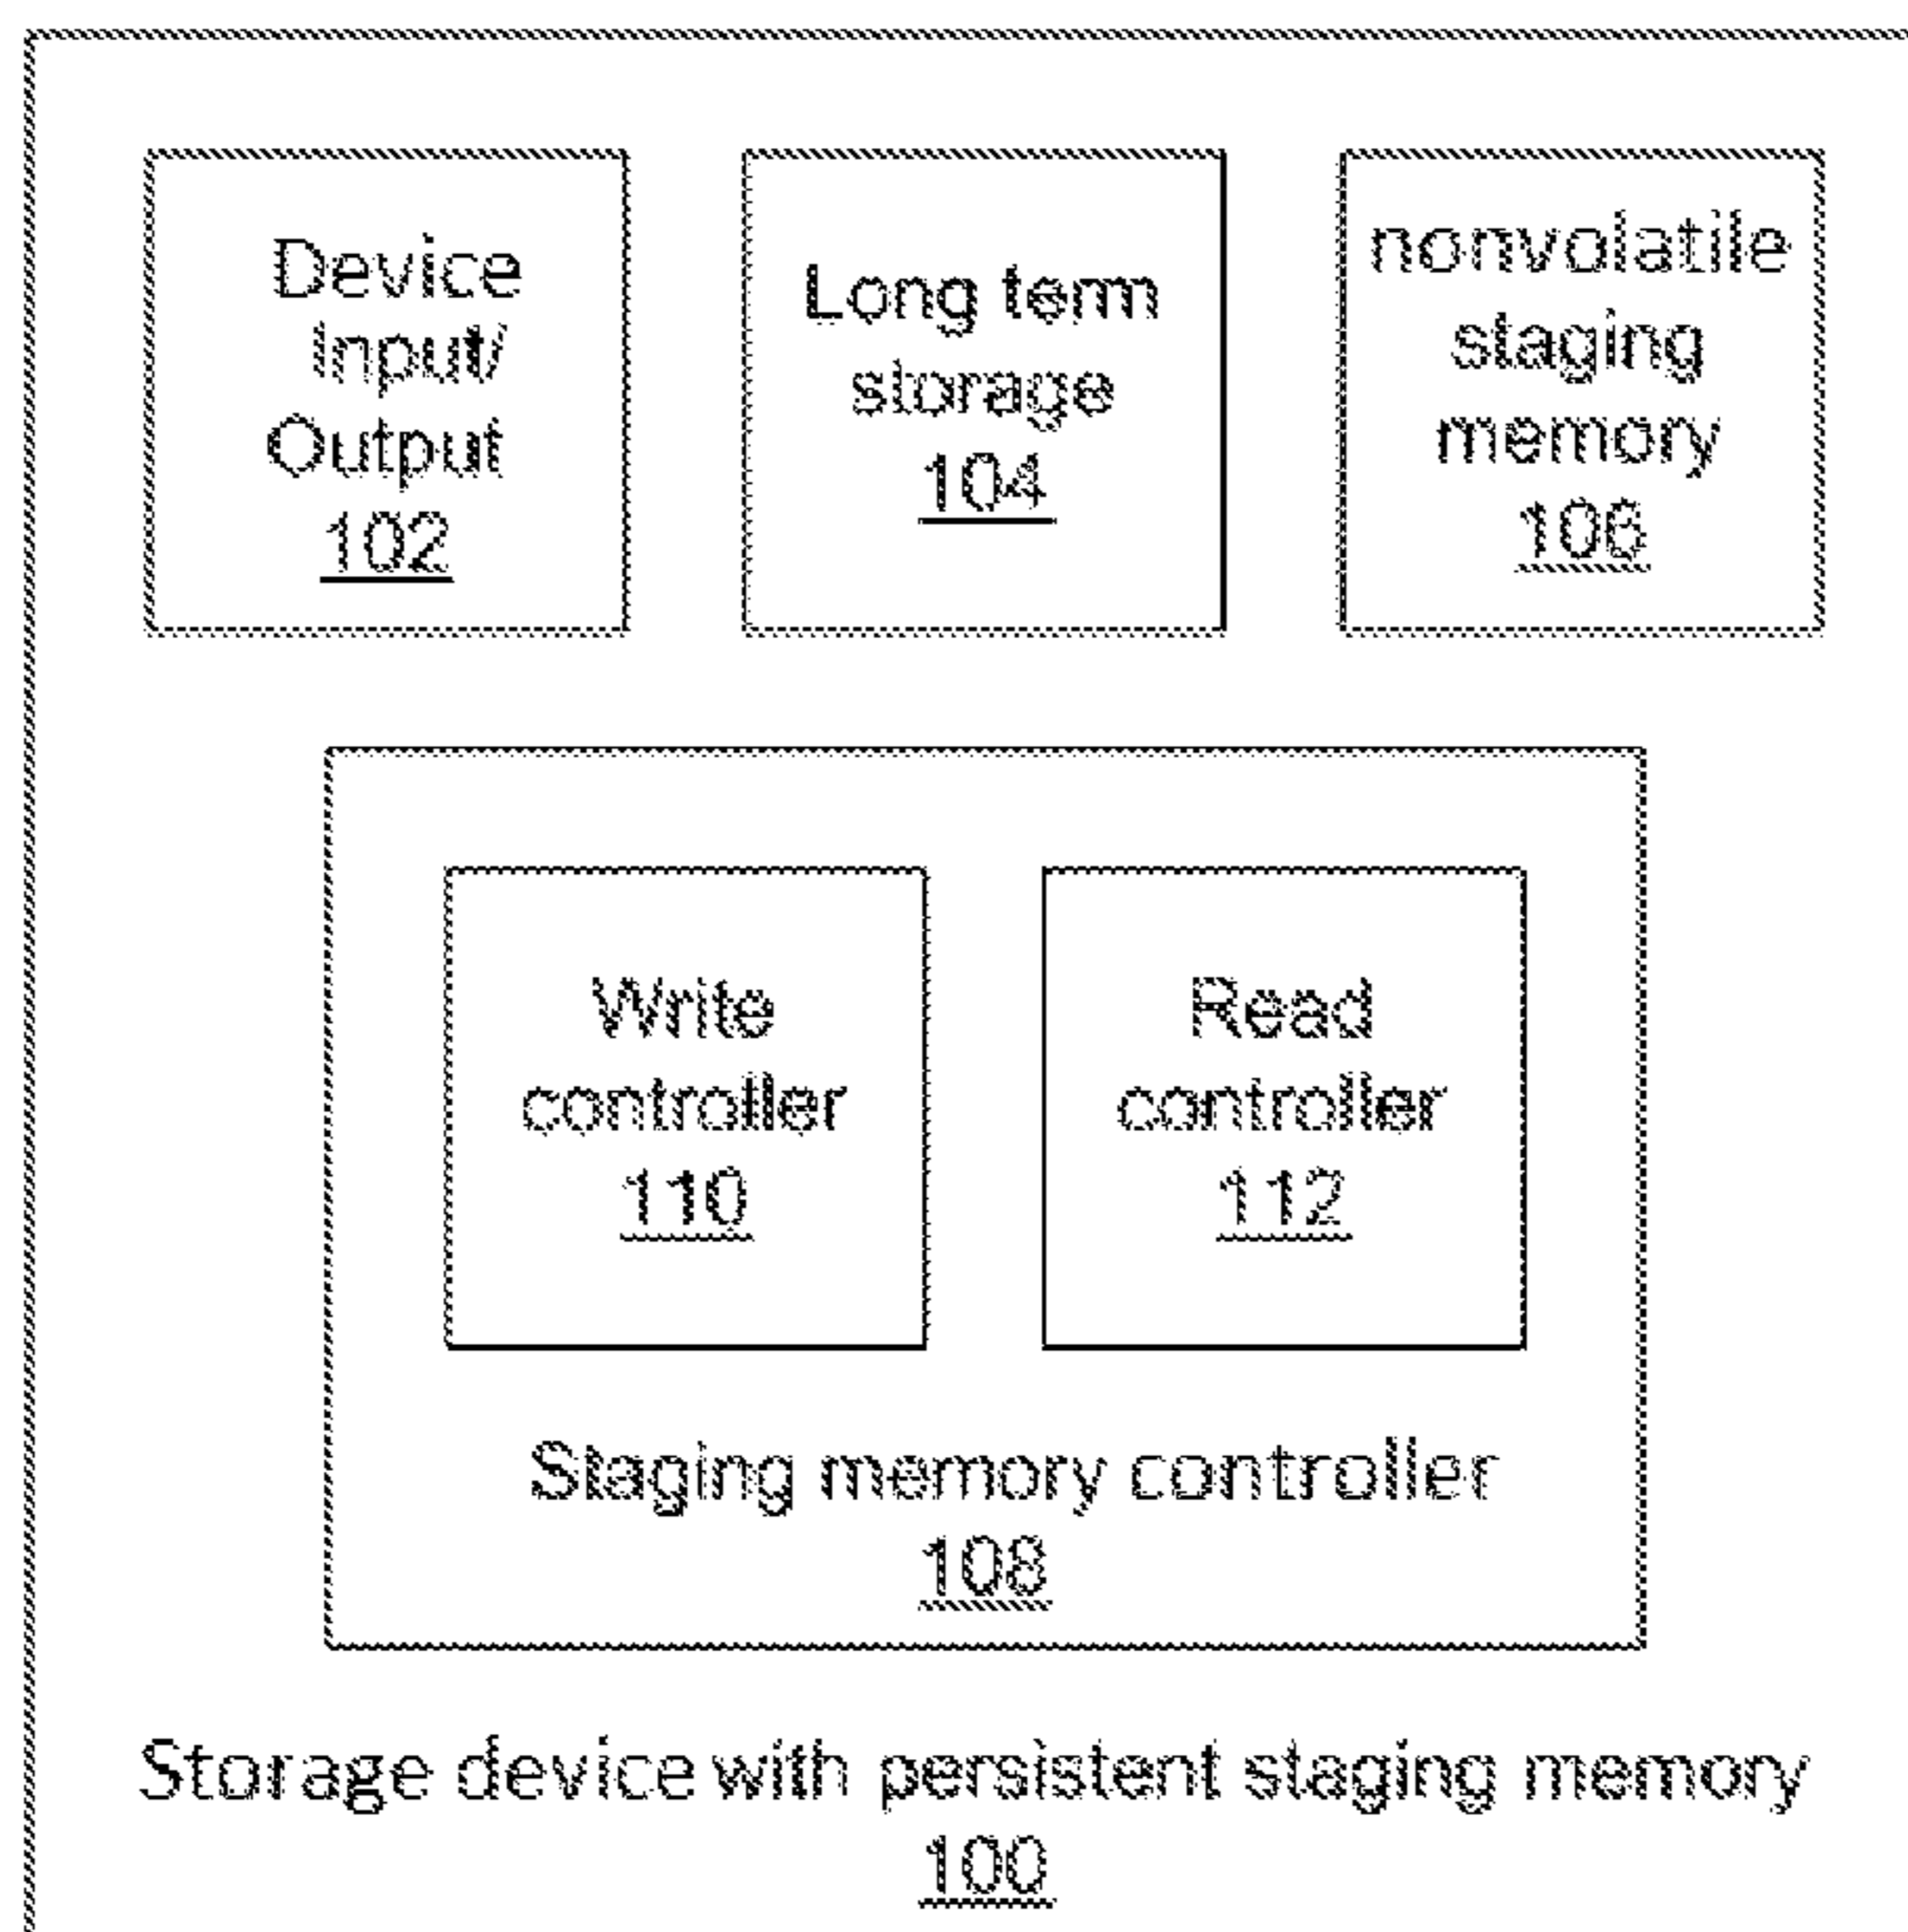 Device
Input/
Output
102
Long term
storage
104
nonvolatile
staging
memory
106
Write
controller
110
Read
controller
112
Staging memory controller
108
Storage device with persistent staging memory
100